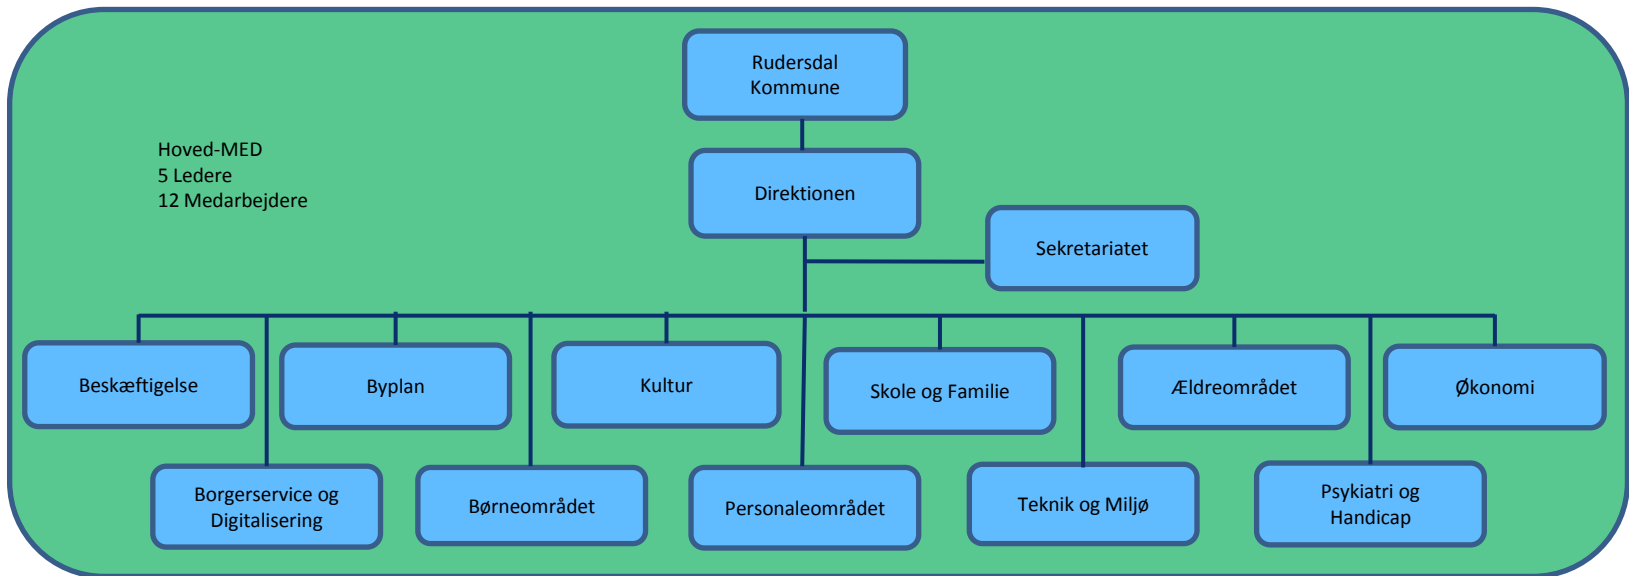 Rudersdal
Kommune
Hoved-MED
5 Ledere
12 Medarbejdere
Direktionen
Sekretariatet
Beskæftigelse
Byplan
Kultur
Skole og Familie
Ældreområdet
Økonomi
Borgerservice og
Digitalisering
Børneområdet
Personaleområdet
Teknik og Miljø
Psykiatri og
Handicap